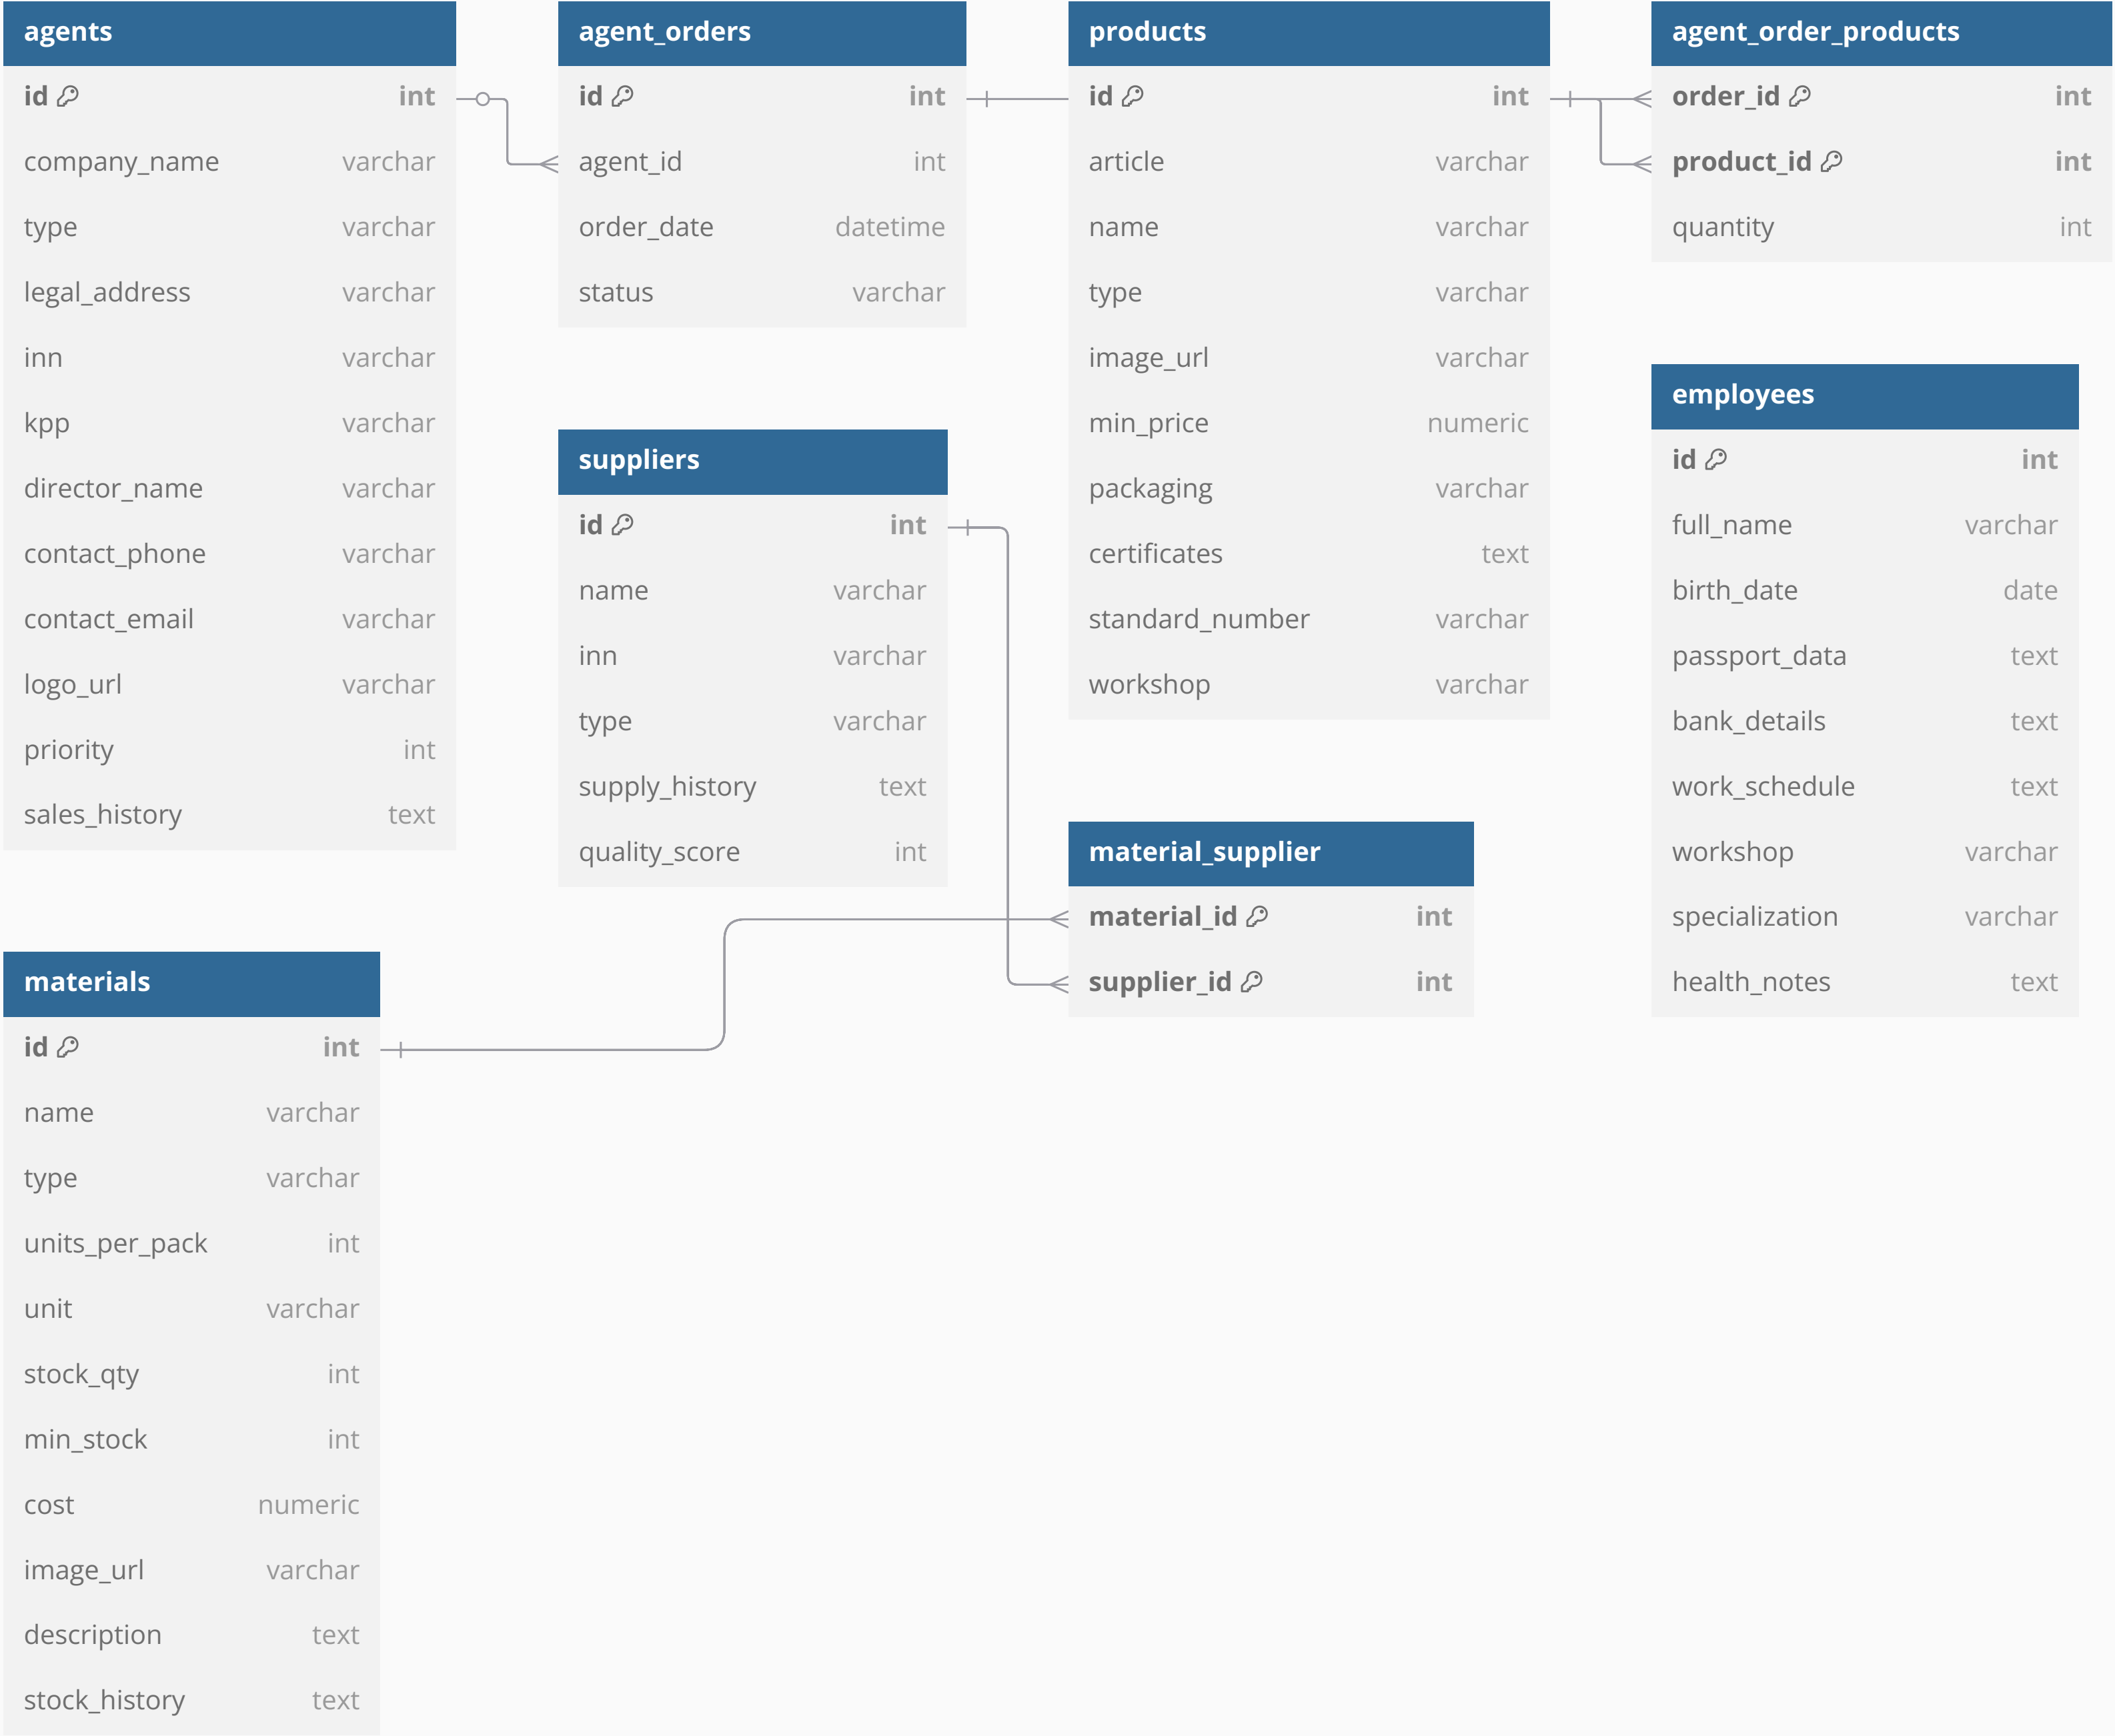 agents
id int
company_name varchar
type varchar
legal_address varchar
inn varchar
kpp varchar
director_name varchar
contact_phone varchar
contact_email varchar
logo_url varchar
priority int
sales_history text
agent_orders
id int
agent_id int
order_date datetime
status varchar
products
id int
article varchar
name varchar
type varchar
image_url varchar
min_price numeric
packaging varchar
certificates text
standard_number varchar
workshop varchar
agent_order_products
order_id int
product_id int
quantity int
suppliers
id int
name varchar
inn varchar
type varchar
supply_history text
quality_score int
employees
id int
full_name varchar
birth_date date
passport_data text
bank_details text
work_schedule text
workshop varchar
specialization varchar
health_notes text
material_supplier
material_id int
supplier_id int
materials
id int
name varchar
type varchar
units_per_pack int
unit varchar
stock_qty int
min_stock int
cost numeric
image_url varchar
description text
stock_history text